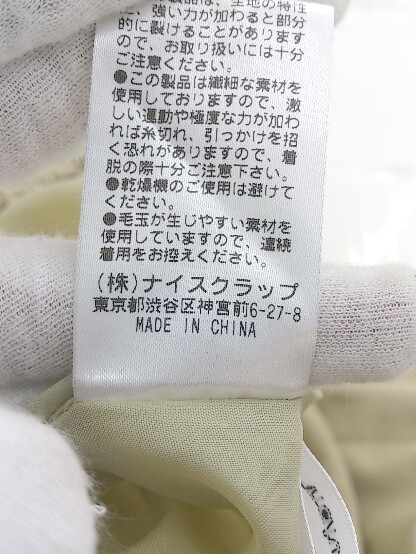 製品は、生地の特性
上、強い力が加わると部分
的に裂けることがあります
ので、お取り扱いには十分
ご注意ください。
●この製品は繊細な素材を
使用しておりますので、激
しい運動や極度な力が加わ
れば糸切れ、引っかけを招
く恐れがありますので、着
脱の際十分ご注意下さい。
●乾燥機のご使用は避けて
ください。
●毛玉が生じやすい素材を
使用していますので、連続
着用をお控えください。
(株)ナイスクラップ
東京都渋谷区神宮前6-27-8
MADE IN CHINA